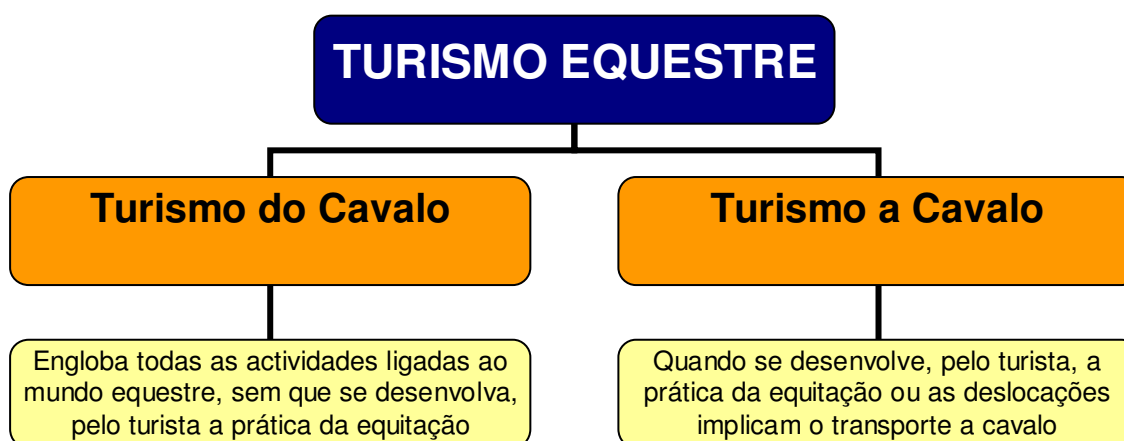 TURISMO EQUESTRE
Turismo do Cavalo
Turismo a Cavalo
Engloba todas as actividades ligadas ao
mundo equestre, sem que se desenvolva,
pelo turista a prática da equitação
Quando se desenvolve, pelo turista, a
prática da equitação ou as deslocações
implicam o transporte a cavalo